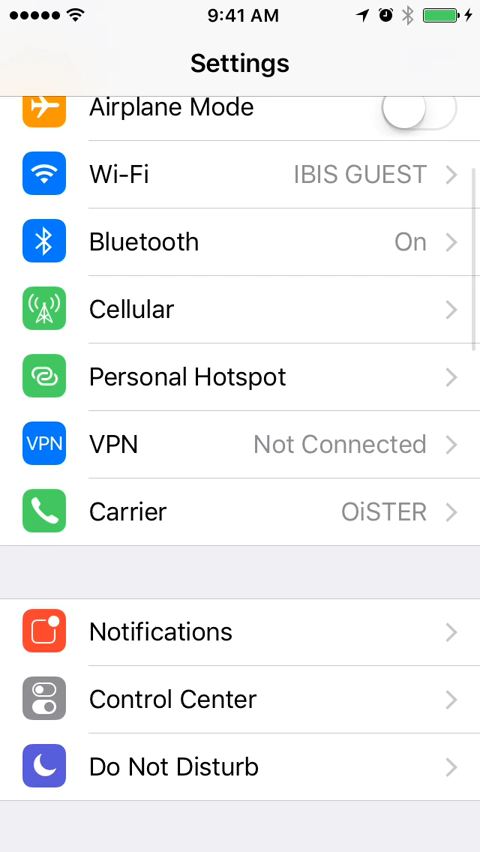 9:41 AM
Settings
Airplane Mode
Wi-Fi IBIS GUEST
Bluetooth On
Cellular
Personal Hotspot
VPN VPN Not Connected
Carrier OiSTER
Notifications
Control Center
Do Not Disturb